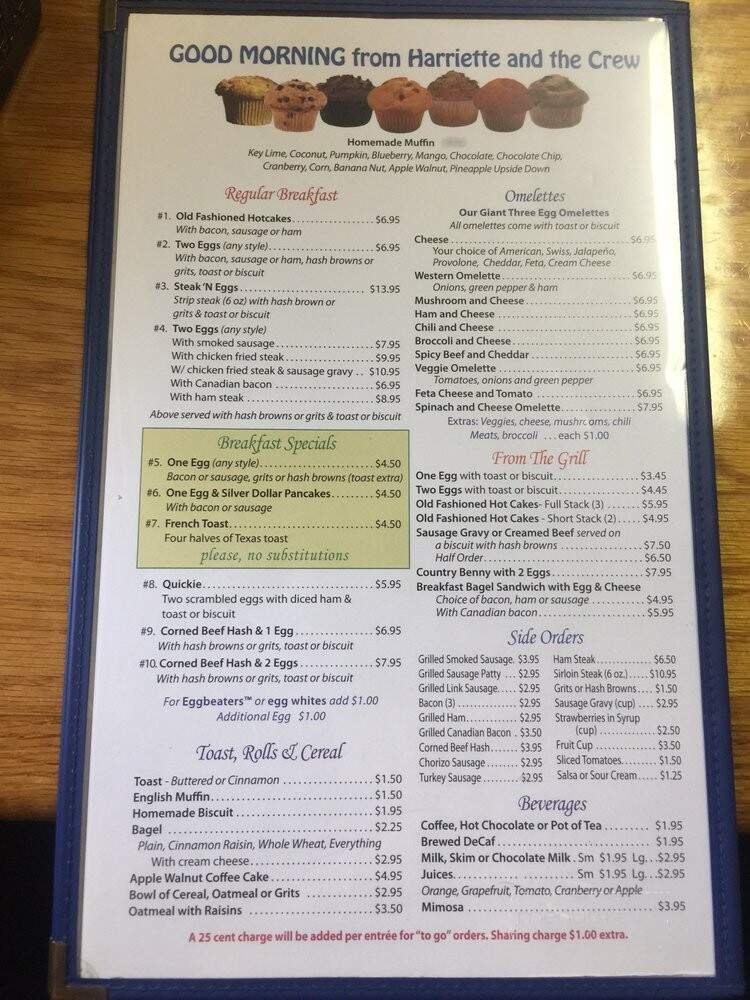 GOOD MORNING from Harriette and the Crew
Homemade Muffin
Key Lime, Coconut, Pumpkin, Blueberry, Mango, Chocolate, Chocolate Chip,
Cranberry, Corn, Banana Nut, Apple Walnut, Pineapple Upside Down
Regular Breakfast
#1. Old Fashioned Hotcakes.................... $6.95
With bacon, sausage or ham
#2. Two Eggs (any style)......................... $6.95
With bacon, sausage or ham, hash browns or
grits, toast or biscuit
#3. Steak 'N Eggs ............................... $13.95
Strip steak (6 oz) with hash brown or
grits & toast or biscuit
#4. Two Eggs (any style)
With smoked sausage........................ $7.95
With chicken fried steak..................... $9.95
W/ chicken fried steak & sausage gravy .. $10.95
With Canadian bacon ........................ $6.95
With ham steak ............................... $8.95
Above served with hash browns or grits & toast or biscuit
Breakfast Specials
#5. One Egg (any style)......................... $4.50
Bacon or sausage, grits or hash browns (toast extra)
#6. One Egg & Silver Dollar Pancakes......... $4.50
With bacon or sausage
#7. French Toast................................. $4.50
Four halves of Texas toast
please, no substitutions
#8. Quickie........................................ $5.95
Two scrambled eggs with diced ham &
toast or biscuit
#9. Corned Beef Hash & 1 Egg .................. $6.95
With hash browns or grits, toast or biscuit
#10. Corned Beef Hash & 2 Eggs ............... $7.95
With hash browns or grits, toast or biscuit
For Eggbeaters™ or egg whites add $1.00
Additional Egg $1.00
Toast, Rolls & Cereal
Toast - Buttered or Cinnamon .................. $1.50
English Muffin.................................... $1.50
Homemade Biscuit ............................... $1.95
Bagel .............................................. $2.25
Plain, Cinnamon Raisin, Whole Wheat, Everything
With cream cheese............................... $2.95
Apple Walnut Coffee Cake ...................... $4.95
Bowl of Cereal, Oatmeal or Grits .............. $2.95
Oatmeal with Raisins ............................ $3.50
Omelettes
Our Giant Three Egg Omelettes
All omelettes come with toast or biscuit
Cheese ............................................ $6.95
Your choice of American, Swiss, Jalapeño,
Provolone, Cheddar, Feta, Cream Cheese
Western Omelette................................ $6.95
Onions, green pepper & ham
Mushroom and Cheese.......................... $6.95
Ham and Cheese ................................. $6.95
Chili and Cheese ................................. $6.95
Broccoli and Cheese............................. $6.95
Spicy Beef and Cheddar ........................ $6.95
Veggie Omelette ................................. $6.95
Tomatoes, onions and green pepper
Feta Cheese and Tomato ....................... $6.95
Spinach and Cheese Omelette................. $7.95
Extras: Veggies, cheese, mushrooms, chili
Meats, broccoli ... each $1.00
From The Grill
One Egg with toast or biscuit................... $3.45
Two Eggs with toast or biscuit................. $4.45
Old Fashioned Hot Cakes- Full Stack (3) ...... $5.95
Old Fashioned Hot Cakes - Short Stack (2)..... $4.95
Sausage Gravy or Creamed Beef served on
a biscuit with hash browns ..................... $7.50
Half Order......................................... $6.50
Country Benny with 2 Eggs..................... $7.95
Breakfast Bagel Sandwich with Egg & Cheese
Choice of bacon, ham or sausage .............. $4.95
With Canadian bacon............................ $5.95
Side Orders
Grilled Smoked Sausage. $3.95
Grilled Sausage Patty ... $2.95
Grilled Link Sausage..... $2.95
Bacon (3) .............. $2.95
Grilled Ham............. $2.95
Grilled Canadian Bacon . $3.50
Corned Beef Hash....... $3.95
Chorizo Sausage ........ $2.95
Turkey Sausage ......... $2.95
Ham Steak.............. $6.50
Sirloin Steak (6 oz.)..... $10.95
Grits or Hash Browns.... $1.50
Sausage Gravy (cup) .... $2.95
Strawberries in Syrup
(cup) .................. $2.50
Fruit Cup ............... $3.50
Sliced Tomatoes......... $1.50
Salsa or Sour Cream..... $1.25
Beverages
Coffee, Hot Chocolate or Pot of Tea .......... $1.95
Brewed DeCaf .................................... $1.95
Milk, Skim or Chocolate Milk . Sm $1.95 Lg...$2.95
Juices........................... Sm $1.95 Lg...$2.95
Orange, Grapefruit, Tomato, Cranberry or Apple
Mimosa ............................................ $3.95
A 25 cent charge will be added per entrée for "to go" orders. Sharing charge $1.00 extra.